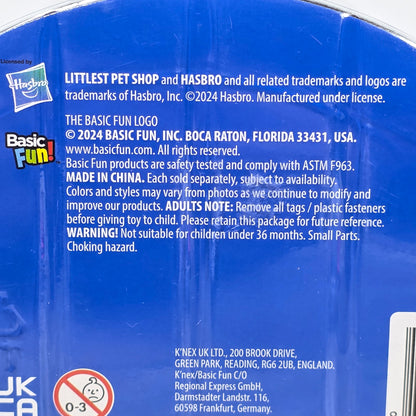 Licensed by
Hasbro
LITTLEST PET SHOP and HASBRO and all related trademarks and logos are
trademarks of Hasbro, Inc. ©2024 Hasbro. Manufactured under license.
THE BASIC FUN LOGO
© 2024 BASIC FUN, INC. BOCA RATON, FLORIDA 33431, USA.
www.basicfun.com. All rights reserved.
Basic Fun products are safety tested and comply with ASTM F963.
MADE IN CHINA. Each sold separately, subject to availability.
Colors and styles may vary from photos as we continue to modify and
improve our products. ADULTS NOTE: Remove all tags / plastic fasteners
before giving toy to child. Please retain this package for future reference.
WARNING! Not suitable for children under 36 months. Small Parts.
Choking hazard.
Basic
Fun!
K'NEX UK LTD., 200 BROOK DRIVE,
GREEN PARK, READING, RG6 2UB, ENGLAND.
K'nex/Basic Fun C/O
Regional Express GmbH,
Darmstadter Landstr. 116,
60598 Frankfurt, Germany.
UK
CA
0-3